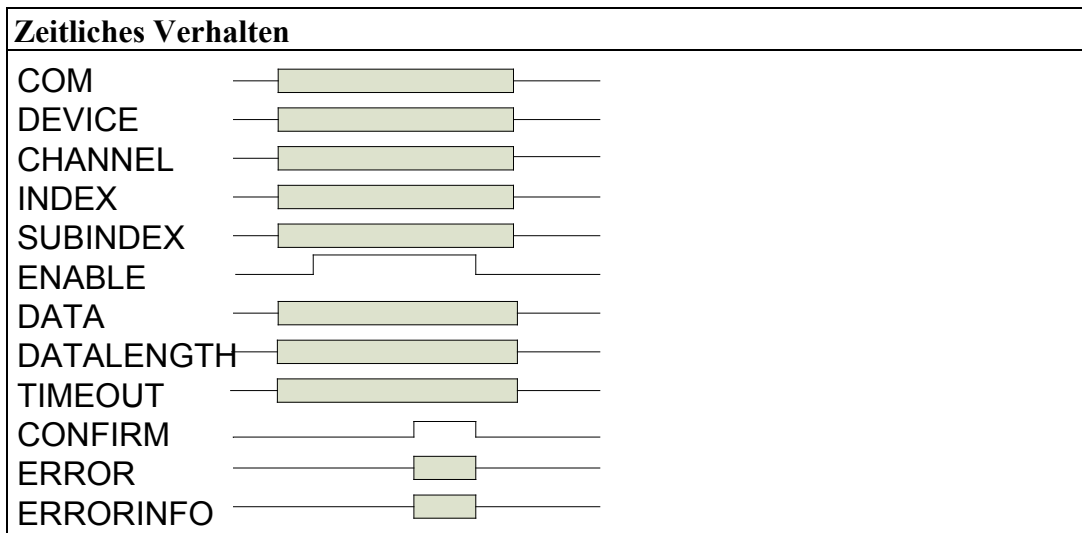 Zeitliches Verhalten
COM
DEVICE
CHANNEL
INDEX
SUBINDEX
ENABLE
DATA
DATALENGTH
TIMEOUT
CONFIRM
ERROR
ERRORINFO